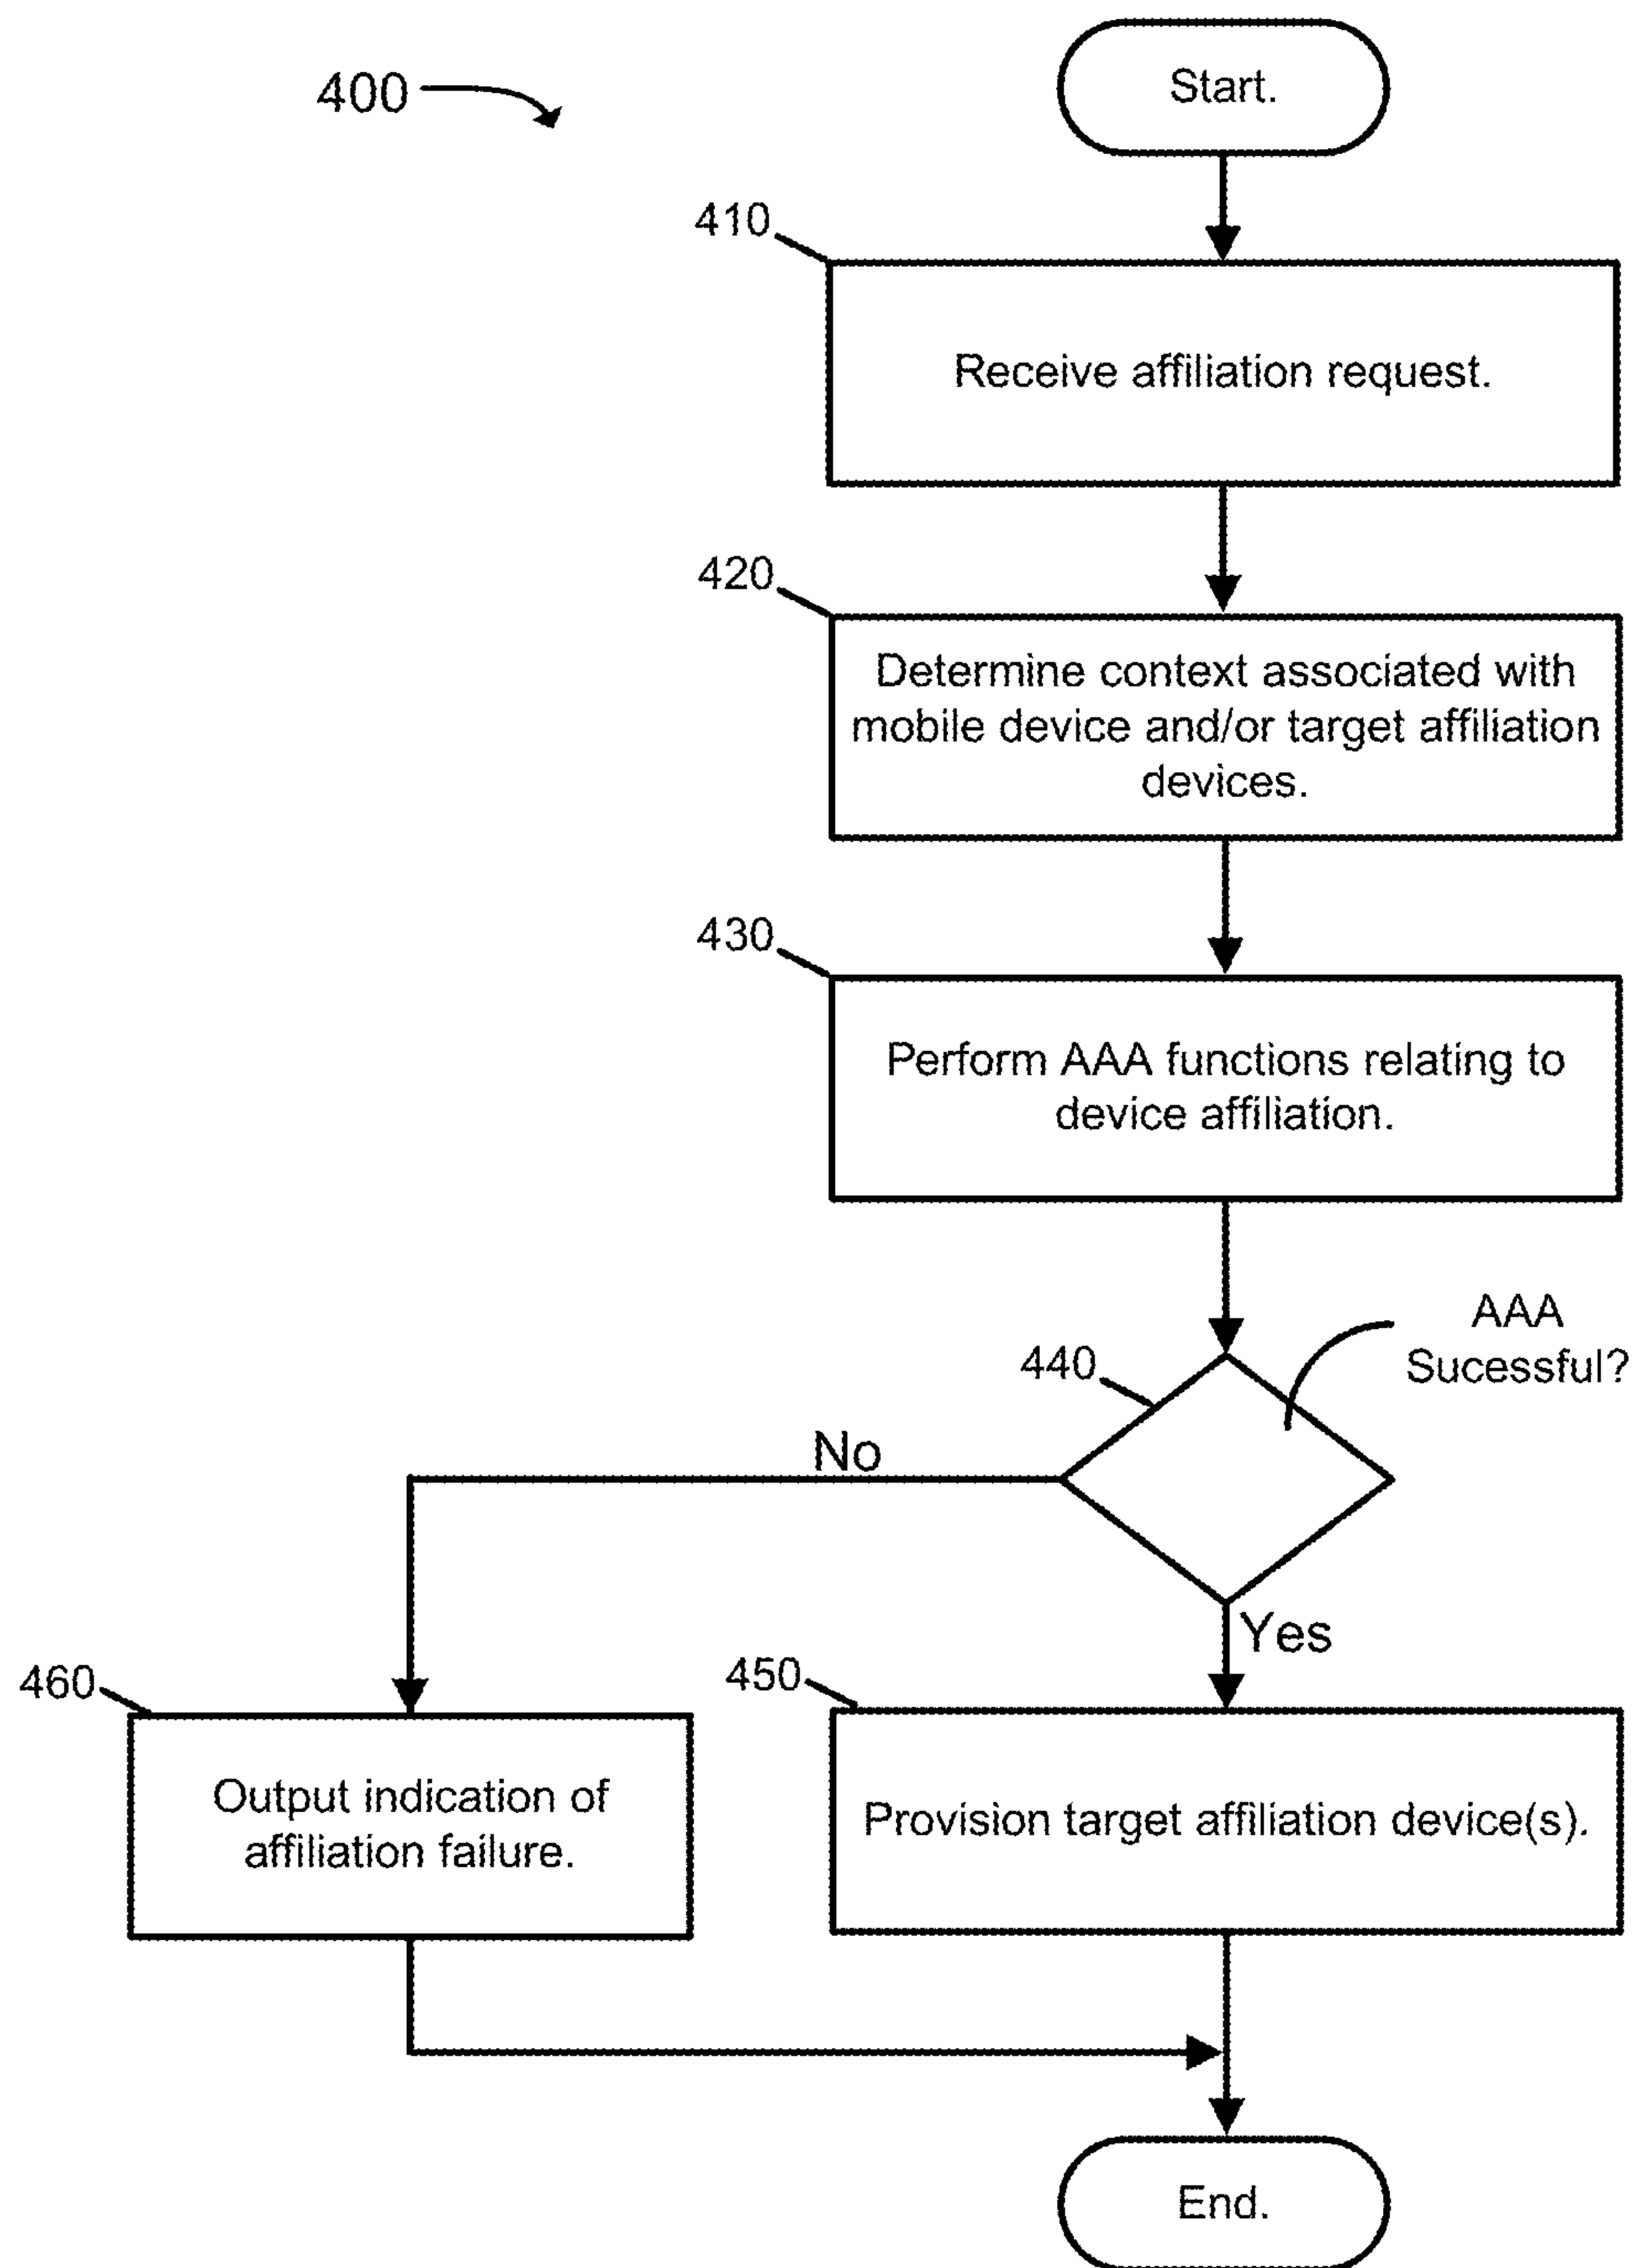 400
Start.
410
Receive affiliation request.
420
Determine context associated with
mobile device and/or target affiliation
devices.
430
Perform AAA functions relating to
device affiliation.
AAA
Sucessful?
440
No
Yes
460
450
Output indication of
affiliation failure.
Provision target affiliation device(s).
End.